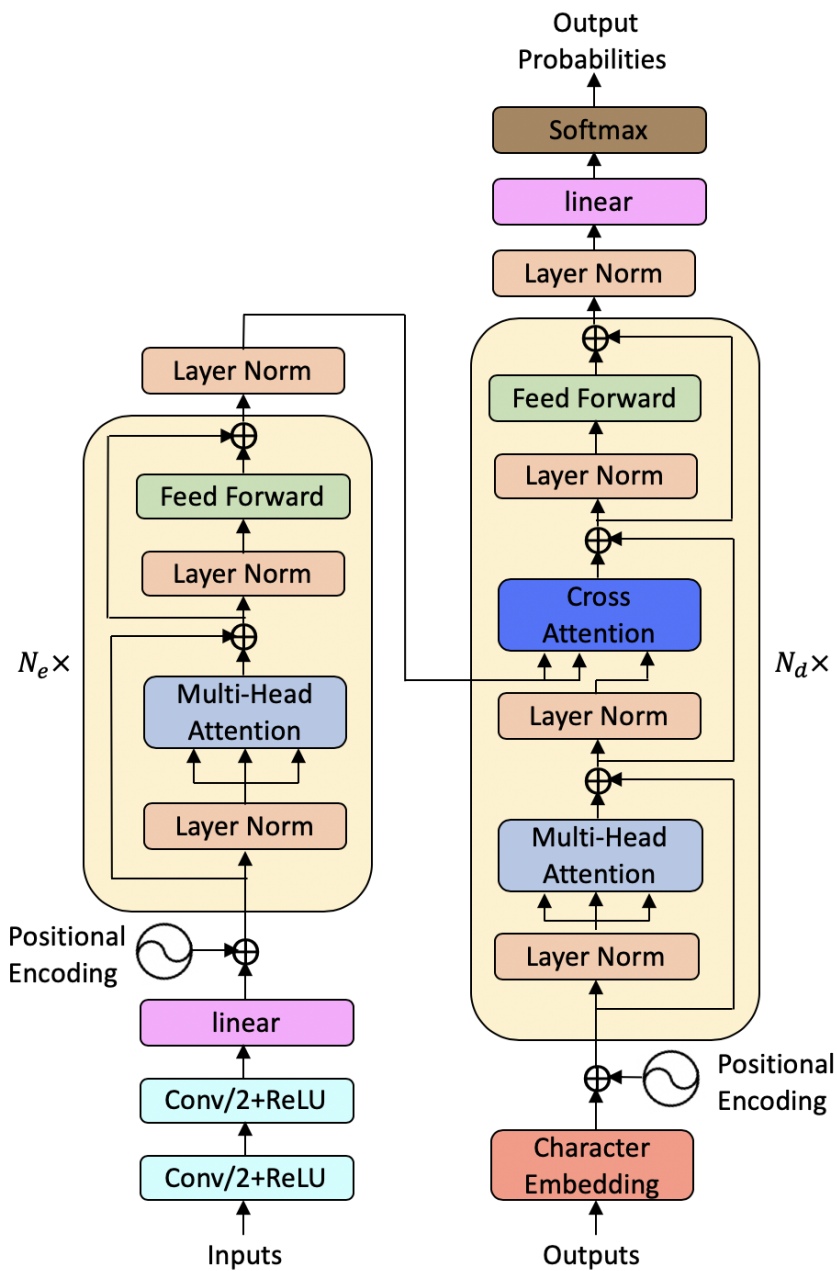 Output
Probabilities
Softmax
linear
Layer Norm
Feed Forward
Layer Norm
Cross
Attention
Layer Norm
Multi-Head
Attention
Layer Norm
N_d×
Positional
Encoding
Character
Embedding
Outputs
Layer Norm
Feed Forward
Layer Norm
Multi-Head
Attention
Layer Norm
N_e×
Positional
Encoding
linear
Conv/2+ReLU
Conv/2+ReLU
Inputs